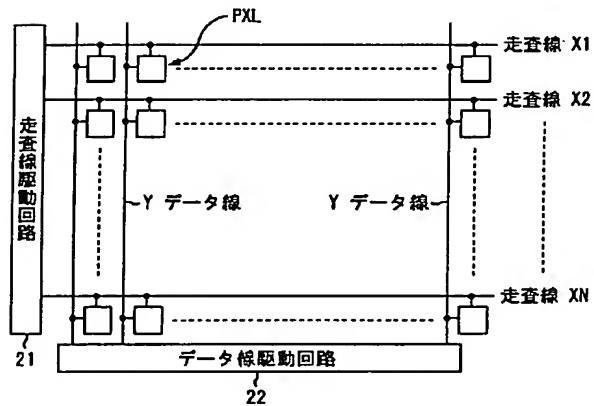 PXL
走査線 X1
走査線 X2
走査線駆動回路
Y データ線
Y データ線
走査線 XN
21
データ線駆動回路
22